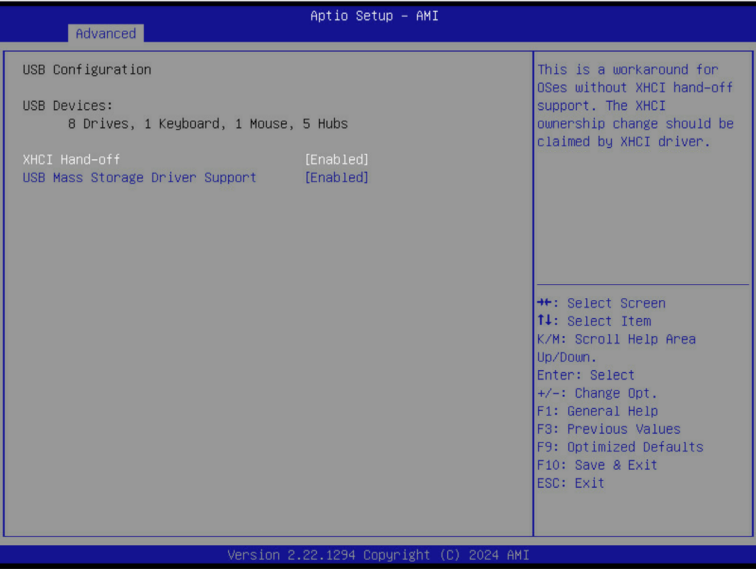 Aptio Setup – AMI
Advanced
USB Configuration
USB Devices:
8 Drives, 1 Keyboard, 1 Mouse, 5 Hubs
XHCI Hand-off [Enabled]
USB Mass Storage Driver Support [Enabled]
This is a workaround for
OSes without XHCI hand-off
support. The XHCI
ownership change should be
claimed by XHCI driver.
→←: Select Screen
↑↓: Select Item
K/M: Scroll Help Area
Up/Down.
Enter: Select
+/-: Change Opt.
F1: General Help
F3: Previous Values
F9: Optimized Defaults
F10: Save & Exit
ESC: Exit
Version 2.22.1294 Copyright (C) 2024 AMI